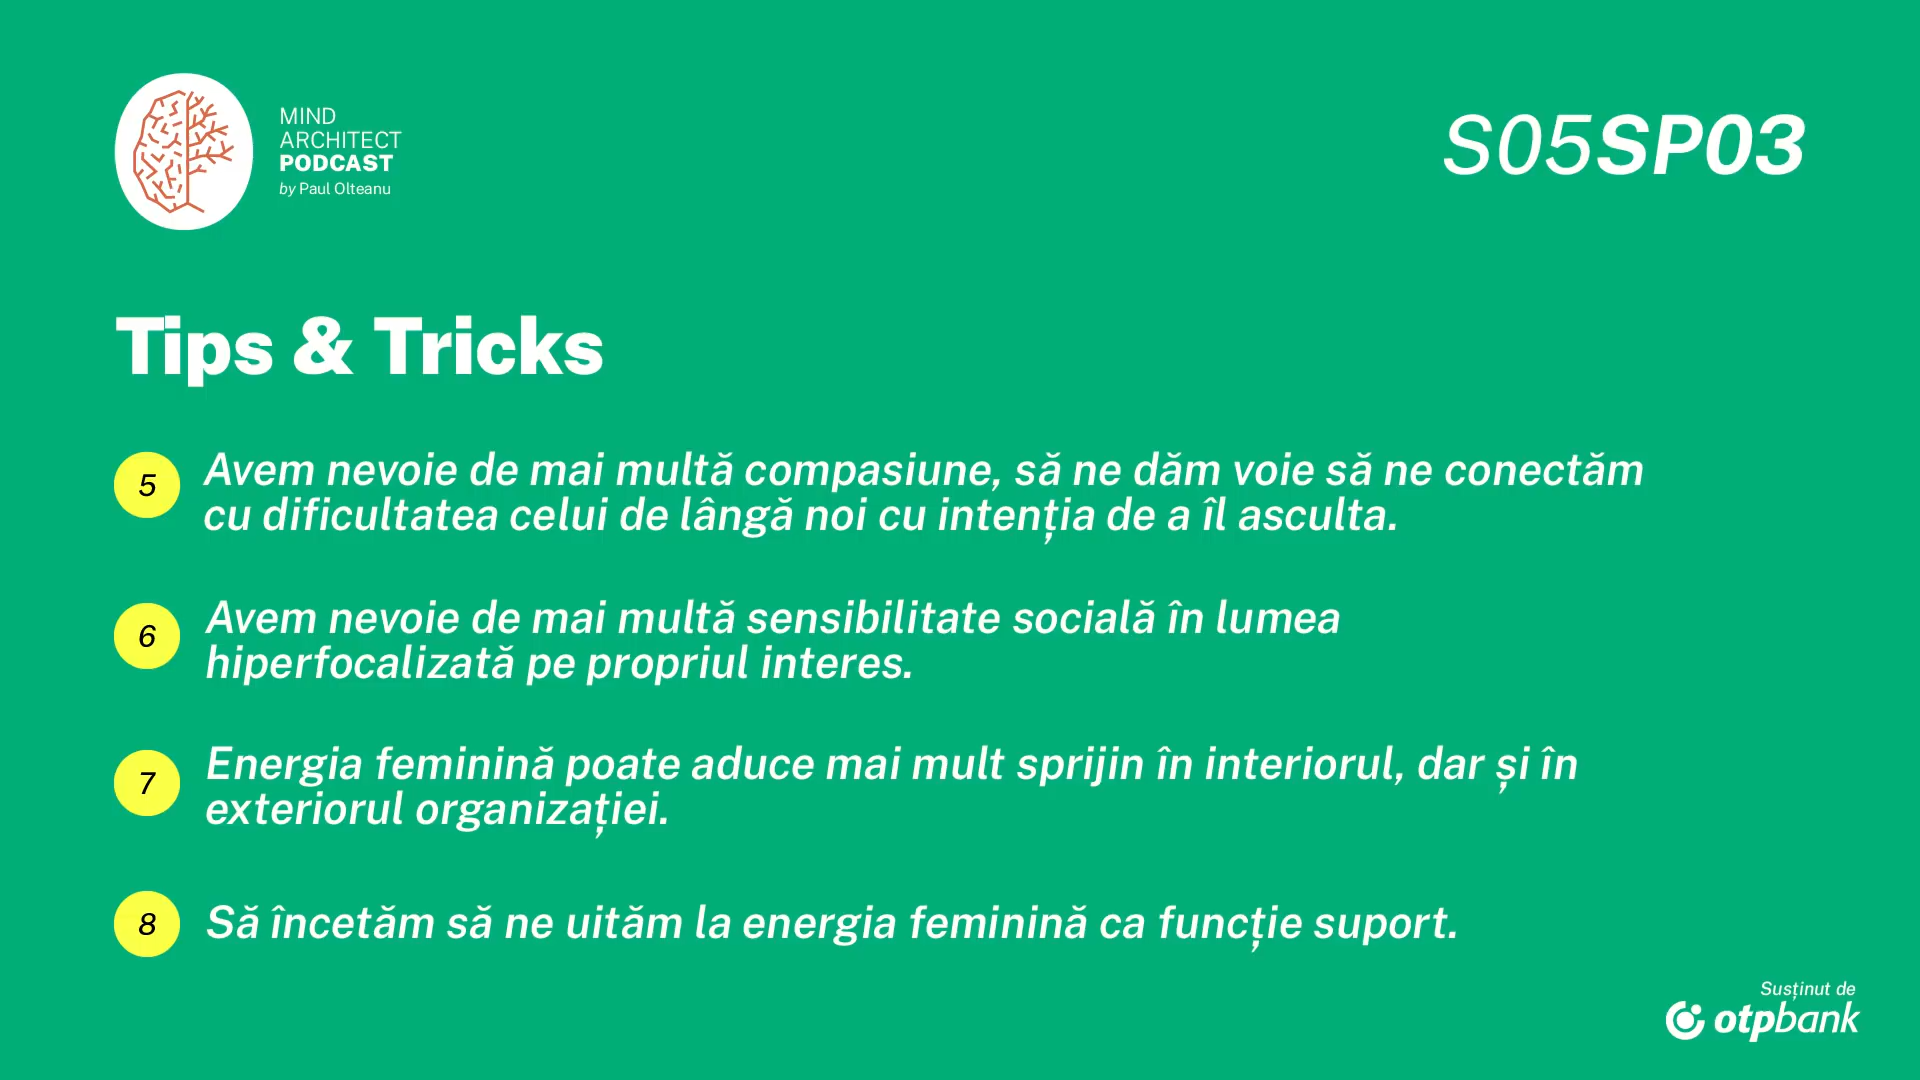 MIND
ARCHITECT
PODCAST
by Paul Olteanu
S05SP03
Tips & Tricks
5
Avem nevoie de mai multă compasiune, să ne dăm voie să ne conectăm
cu dificultatea celui de lângă noi cu intenția de a îl asculta.
6
Avem nevoie de mai multă sensibilitate socială în lumea
hiperfocalizată pe propriul interes.
7
Energia feminină poate aduce mai mult sprijin în interiorul, dar și în
exteriorul organizației.
8
Să încetăm să ne uităm la energia feminină ca funcție suport.
Susținut de
otpbank